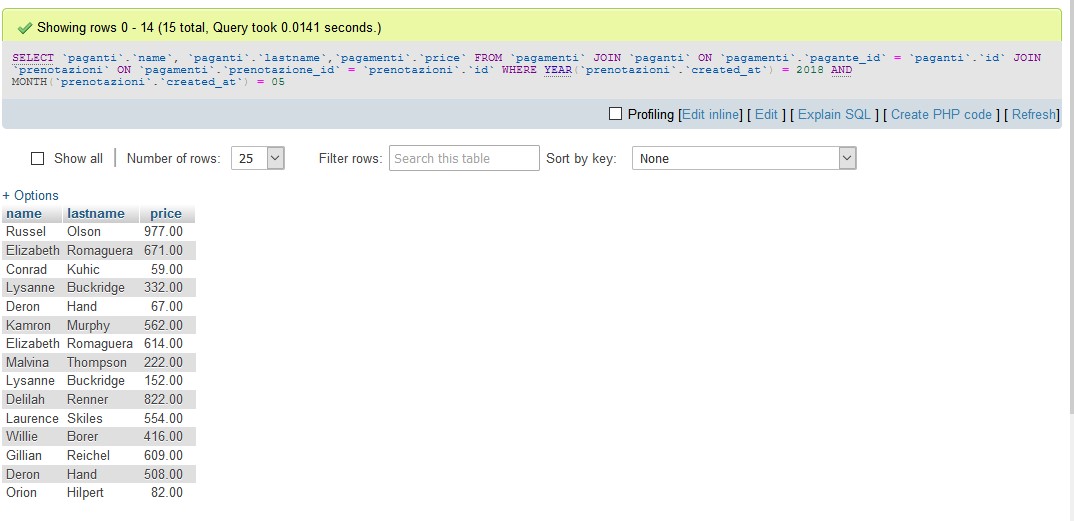 Showing rows 0 - 14 (15 total, Query took 0.0141 seconds.)
SELECT `paganti`.`name`, `paganti`.`lastname`,`pagamenti`.`price` FROM `pagamenti` JOIN `paganti` ON `pagamenti`.`pagante_id` = `paganti`.`id` JOIN
`prenotazioni` ON `pagamenti`.`prenotazione_id` = `prenotazioni`.`id` WHERE YEAR(`prenotazioni`.`created_at`) = 2018 AND
MONTH(`prenotazioni`.`created_at`) = 05
Profiling [Edit inline] [ Edit ] [ Explain SQL ] [ Create PHP code ] [ Refresh]
Show all Number of rows: 25 Filter rows: Search this table Sort by key: None
+ Options
name lastname price
Russel Olson 977.00
Elizabeth Romaguera 671.00
Conrad Kuhic 59.00
Lysanne Buckridge 332.00
Deron Hand 67.00
Kamron Murphy 562.00
Elizabeth Romaguera 614.00
Malvina Thompson 222.00
Lysanne Buckridge 152.00
Delilah Renner 822.00
Laurence Skiles 554.00
Willie Borer 416.00
Gillian Reichel 609.00
Deron Hand 508.00
Orion Hilpert 82.00